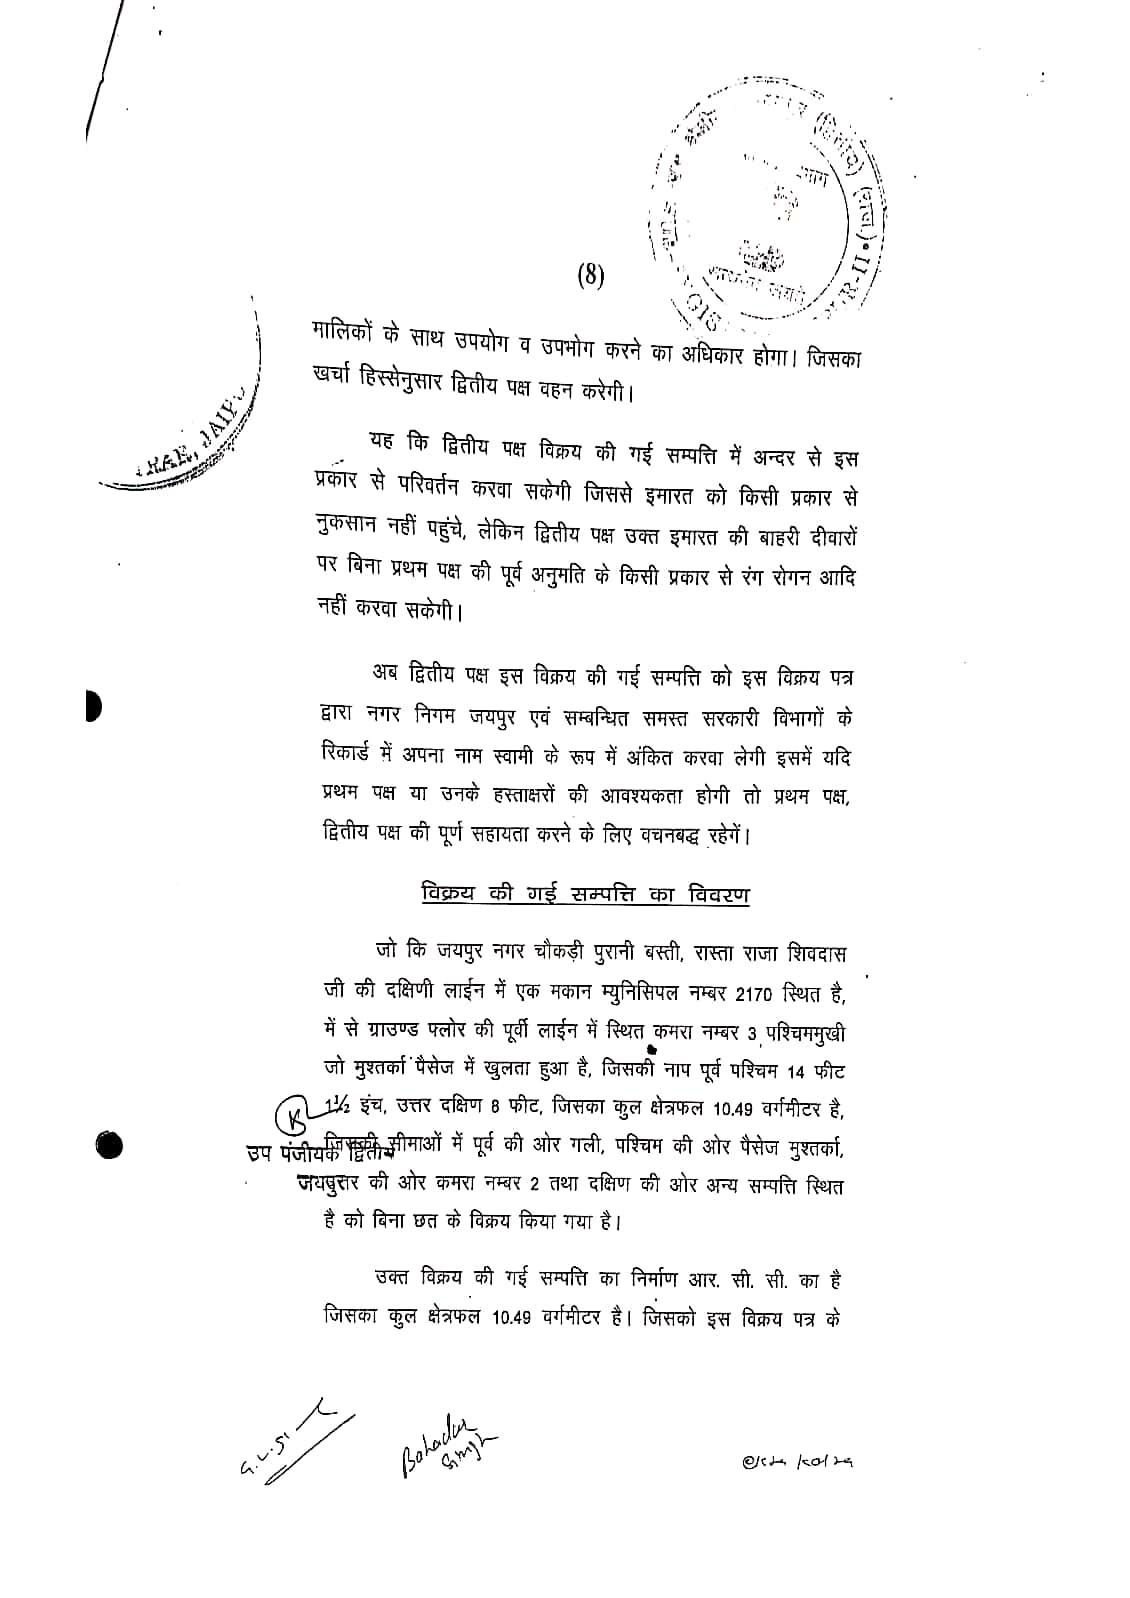 (8)
मालिकों के साथ उपयोग व उपभोग करने का अधिकार होगा। जिसका
खर्चा हिस्सेनुसार द्वितीय पक्ष वहन करेगी।
यह कि द्वितीय पक्ष विक्रय की गई सम्पत्ति में अन्दर से इस
प्रकार से परिवर्तन करवा सकेगी जिससे इमारत को किसी प्रकार से
नुकसान नहीं पहुंचे, लेकिन द्वितीय पक्ष उक्त इमारत की बाहरी दीवारों
पर बिना प्रथम पक्ष की पूर्व अनुमति के किसी प्रकार से रंग रोगन आदि
नहीं करवा सकेगी।
अब द्वितीय पक्ष इस विक्रय की गई सम्पत्ति को इस विक्रय पत्र
द्वारा नगर निगम जयपुर एवं सम्बन्धित समस्त सरकारी विभागों के
रिकार्ड में अपना नाम स्वामी के रूप में अंकित करवा लेगी इसमें यदि
प्रथम पक्ष या उनके हस्ताक्षरों की आवश्यकता होगी तो प्रथम पक्ष,
द्वितीय पक्ष की पूर्ण सहायता करने के लिए वचनबद्ध रहेगें।
विक्रय की गई सम्पत्ति का विवरण
जो कि जयपुर नगर चौकड़ी पुरानी बस्ती, रास्ता राजा शिवदास
जी की दक्षिणी लाईन में एक मकान म्युनिसिपल नम्बर 2170 स्थित है,
में से ग्राउण्ड फ्लोर की पूर्वी लाईन में स्थित कमरा नम्बर 3 पश्चिममुखी
जो मुश्तर्का पैसेज में खुलता हुआ है, जिसकी नाप पूर्व पश्चिम 14 फीट
1½ इंच, उत्तर दक्षिण 8 फीट, जिसका कुल क्षेत्रफल 10.49 वर्गमीटर है,
जिसकी सीमाओं में पूर्व की ओर गली, पश्चिम की ओर पैसेज मुश्तर्का,
उप पंजीयक द्वितीय
जयपुर
की ओर कमरा नम्बर 2 तथा दक्षिण की ओर अन्य सम्पत्ति स्थित
है को बिना छत के विक्रय किया गया है।
उक्त विक्रय की गई सम्पत्ति का निर्माण आर. सी. सी. का है
जिसका कुल क्षेत्रफल 10.49 वर्गमीटर है। जिसको इस विक्रय पत्र के
Bahadur
Singh